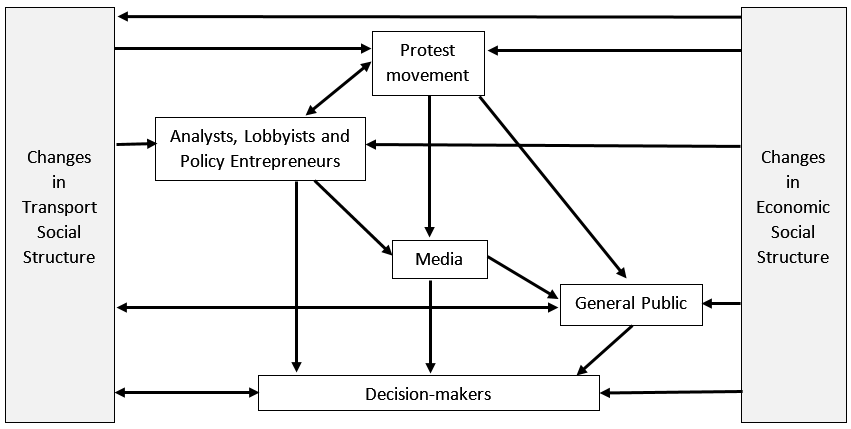 Protest
movement
Analysts, Lobbyists and
Policy Entrepreneurs
Changes
in
Transport
Social
Structure
Changes
in
Economic
Social
Structure
Media
General Public
Decision-makers